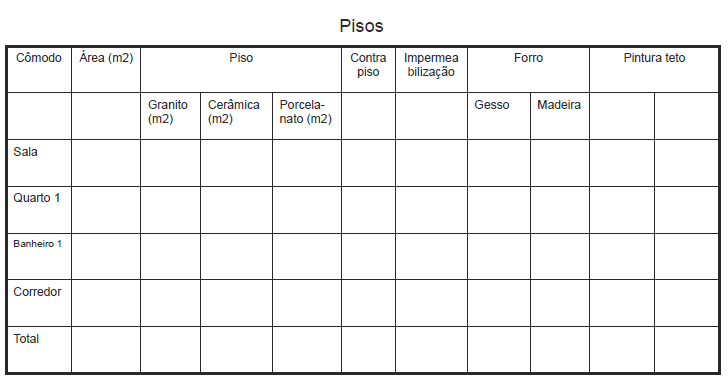 Pisos
Cômodo Área (m2) Piso Contra piso Impermea bilização Forro Pintura teto
Granito (m2) Cerâmica (m2) Porcela- nato (m2) Gesso Madeira
Sala
Quarto 1
Banheiro 1
Corredor
Total